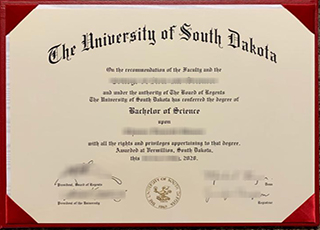 The University of South Dakota
On the recommendation of the Faculty and the
and under the authority of The Board of Regents
The University of South Dakota has conferred the degree of
Bachelor of Science
upon
with all the rights and privileges appertaining to that degree.
Awarded at Vermillion, South Dakota,
this 2020.
President, Board of Regents
Dean
President of the University